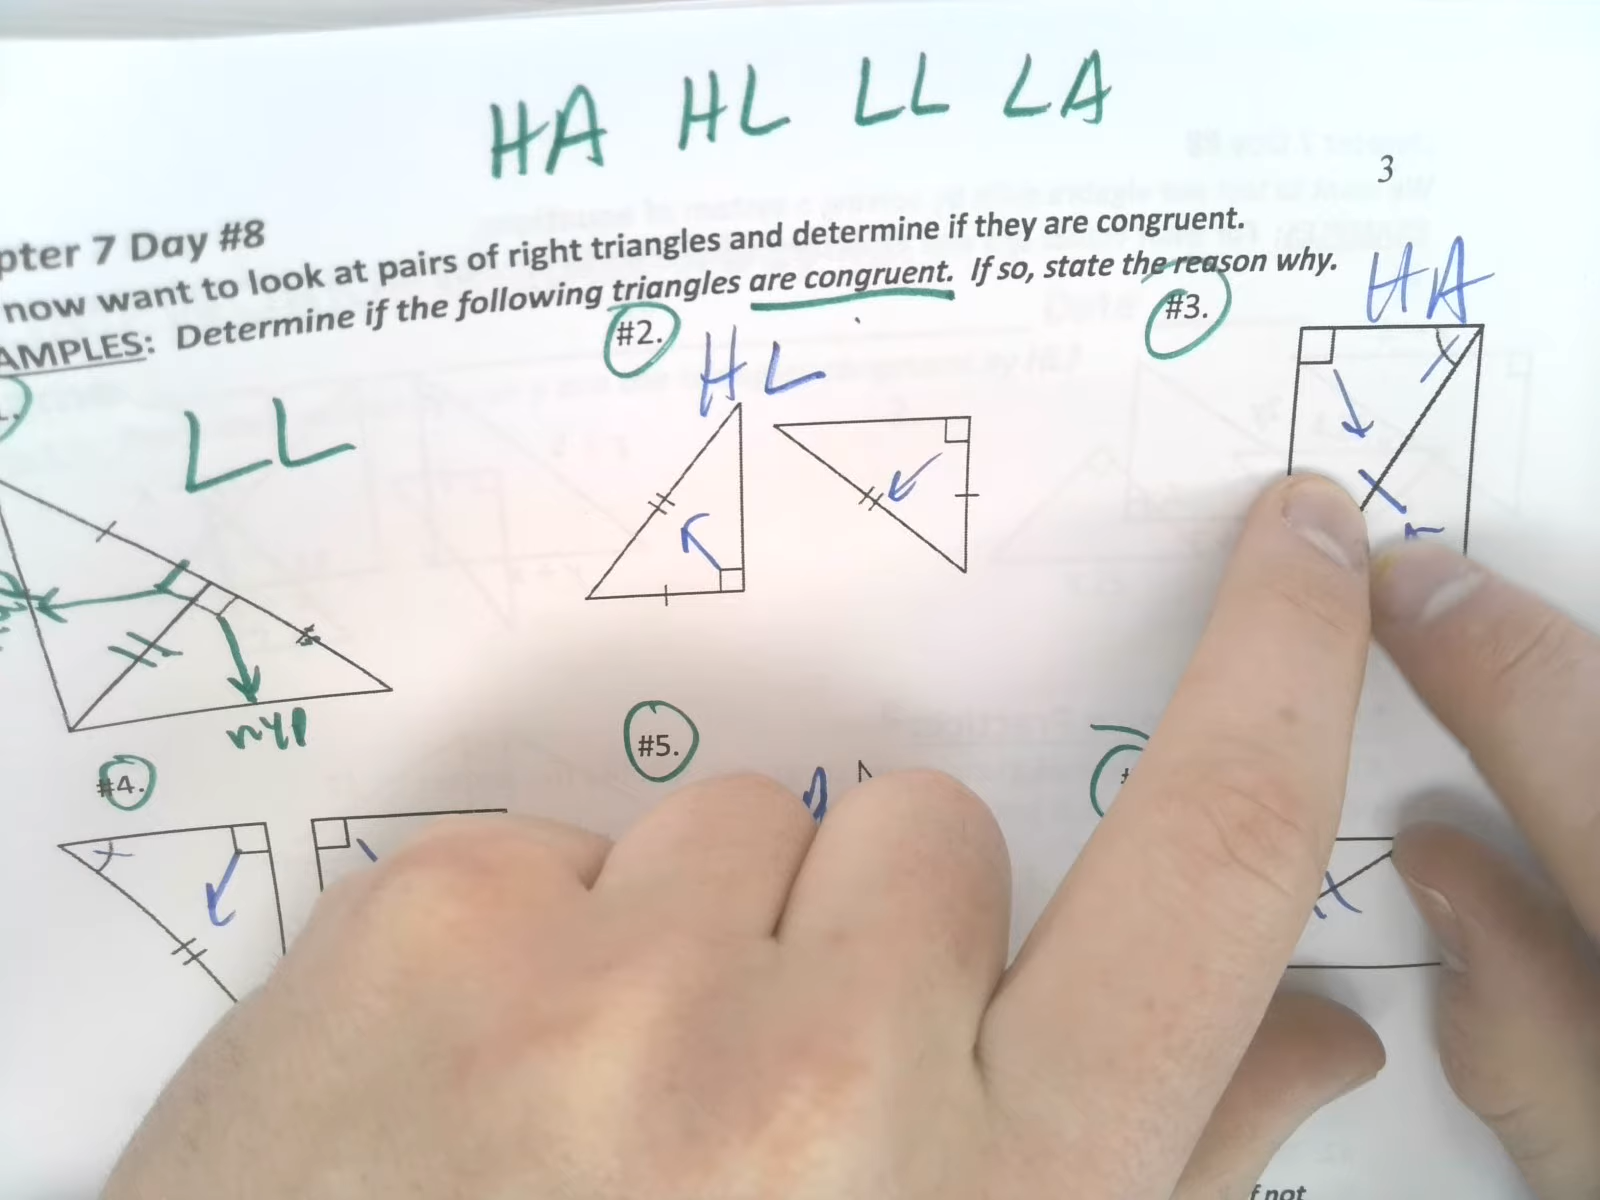 HA HL LL LA
3
pter 7 Day #8
now want to look at pairs of right triangles and determine if they are congruent.
AMPLES: Determine if the following triangles are congruent. If so, state the reason why.
#2.
#3.
HA
HL
LL
hyp
#4.
#5.
f not